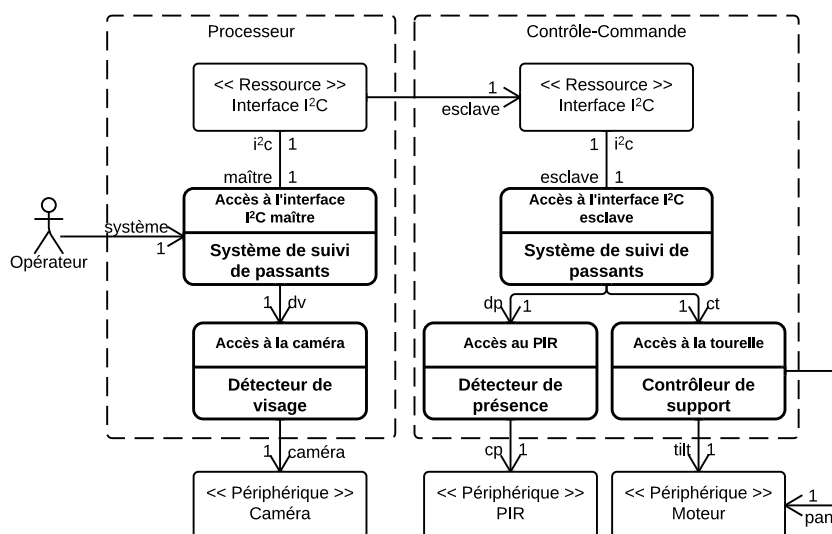 Processeur
Contrôle-Commande
<< Ressource >>
Interface I²C
1
esclave
<< Ressource >>
Interface I²C
i²c 1
maître 1
1 i²c
esclave 1
Opérateur
système
1
Accès à l'interface
I²C maître
Système de suivi
de passants
Accès à l'interface I²C
esclave
Système de suivi de
passants
1 dv
dp 1
1 ct
Accès à la caméra
Détecteur de
visage
Accès au PIR
Détecteur de
présence
Accès à la tourelle
Contrôleur de
support
1 caméra
cp 1
tilt 1
<< Périphérique >>
Caméra
<< Périphérique >>
PIR
<< Périphérique >>
Moteur
1
pan